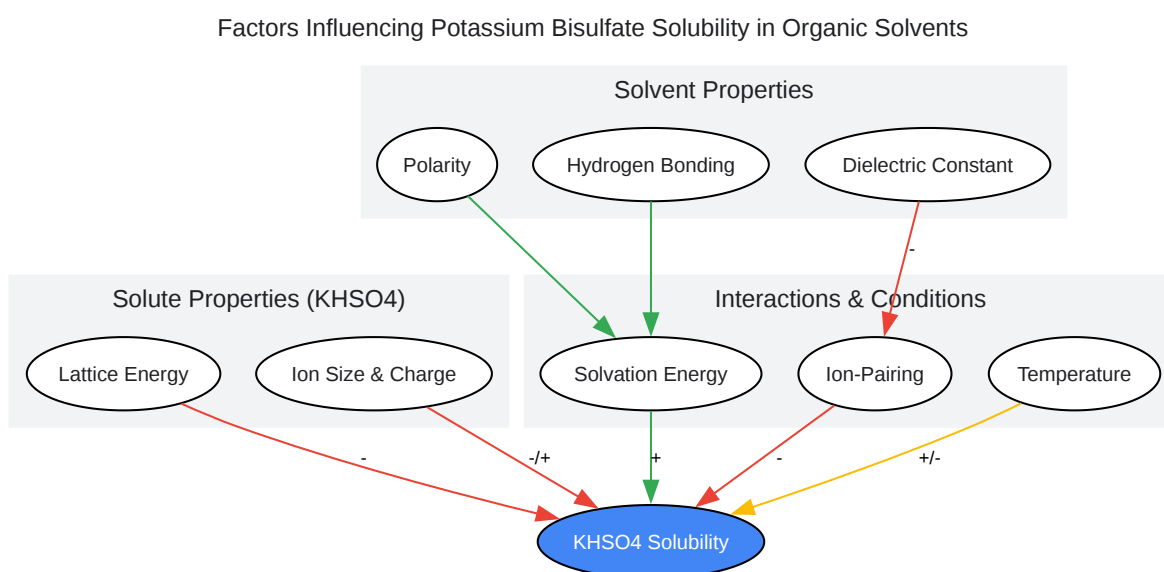 Factors Influencing Potassium Bisulfate Solubility in Organic Solvents
Solvent Properties
Polarity
Hydrogen Bonding
Dielectric Constant
-
Solute Properties (KHSO4)
Interactions & Conditions
Lattice Energy
Ion Size & Charge
Solvation Energy
Ion-Pairing
Temperature
-
-/+
+
-
+/-
KHSO4 Solubility